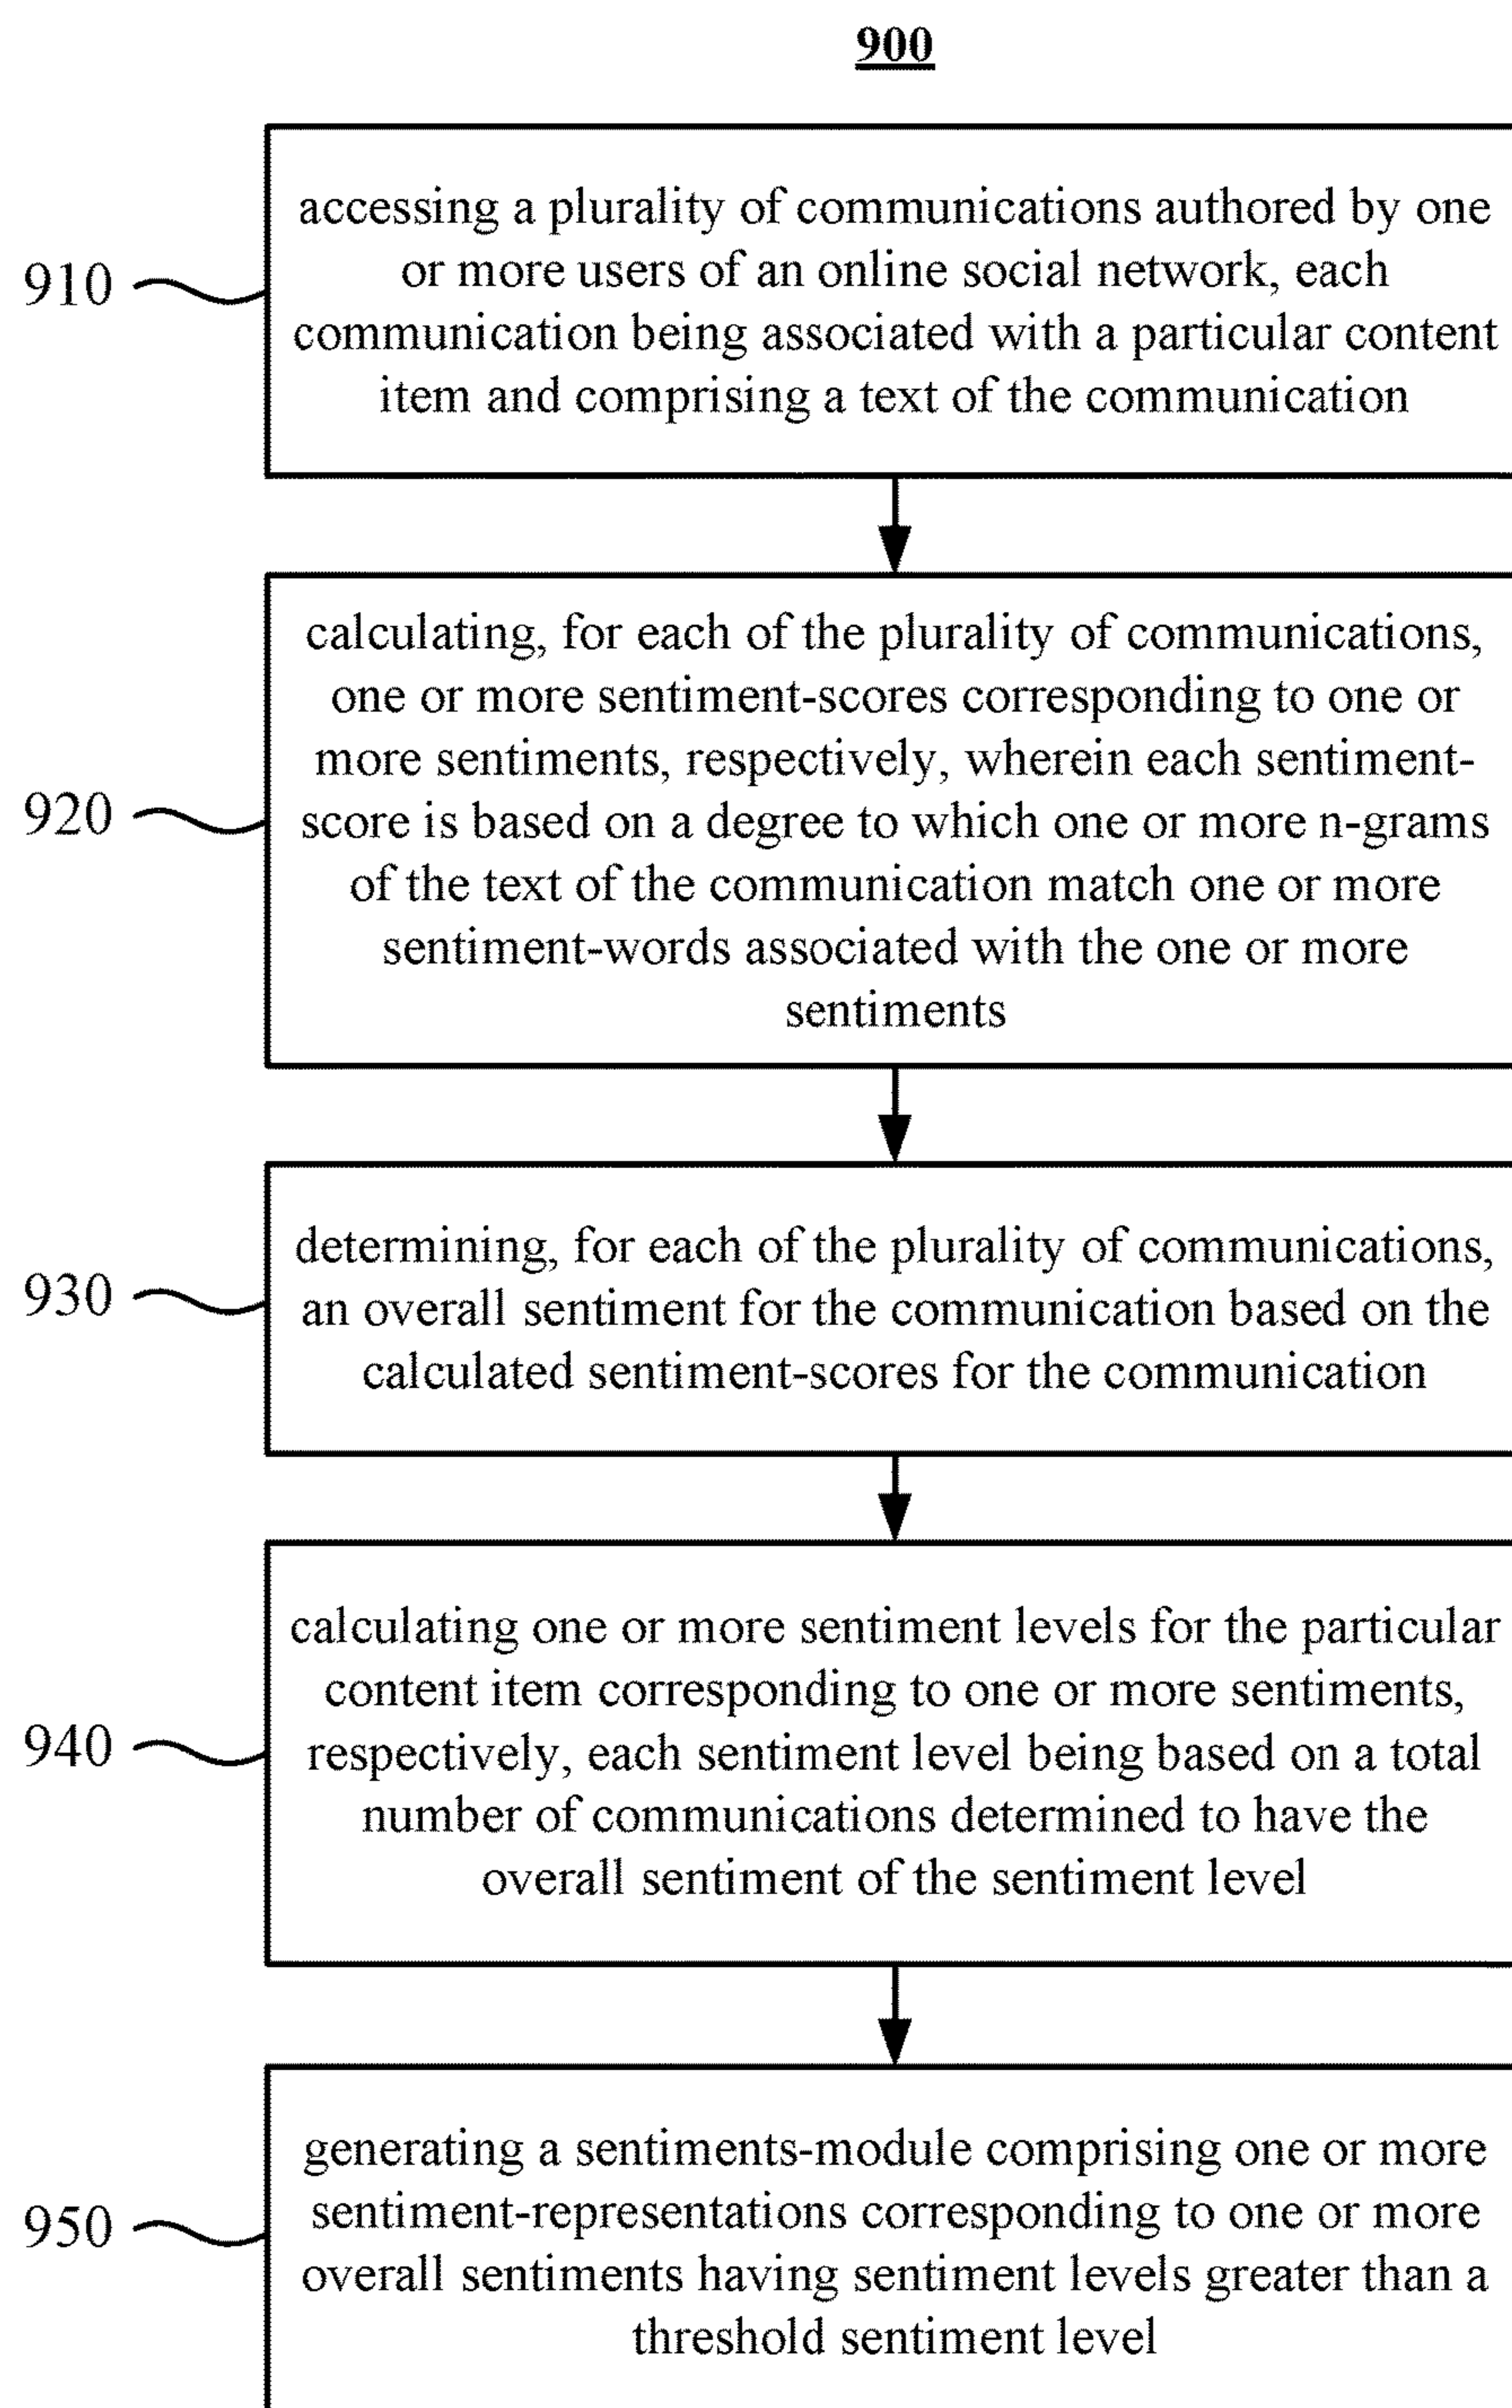 900
accessing a plurality of communications authored by one
or more users of an online social network, each
communication being associated with a particular content
item and comprising a text of the communication
910
calculating, for each of the plurality of communications,
one or more sentiment-scores corresponding to one or
more sentiments, respectively, wherein each sentiment-
score is based on a degree to which one or more n-grams
of the text of the communication match one or more
sentiment-words associated with the one or more
sentiments
920
determining, for each of the plurality of communications,
an overall sentiment for the communication based on the
calculated sentiment-scores for the communication
930
calculating one or more sentiment levels for the particular
content item corresponding to one or more sentiments,
respectively, each sentiment level being based on a total
number of communications determined to have the
overall sentiment of the sentiment level
940
generating a sentiments-module comprising one or more
sentiment-representations corresponding to one or more
overall sentiments having sentiment levels greater than a
threshold sentiment level
950